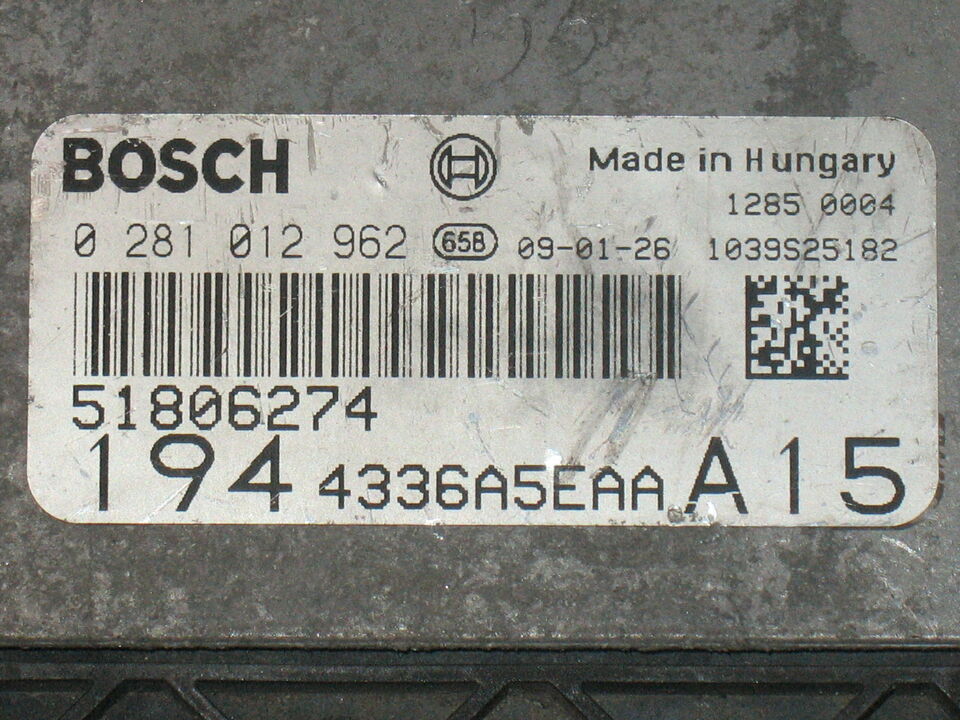 BOSCH Made in Hungary
1285 0004
0 281 012 962 65B 09-01-26 1039S25182
51806274
194 4336A5EAA A15